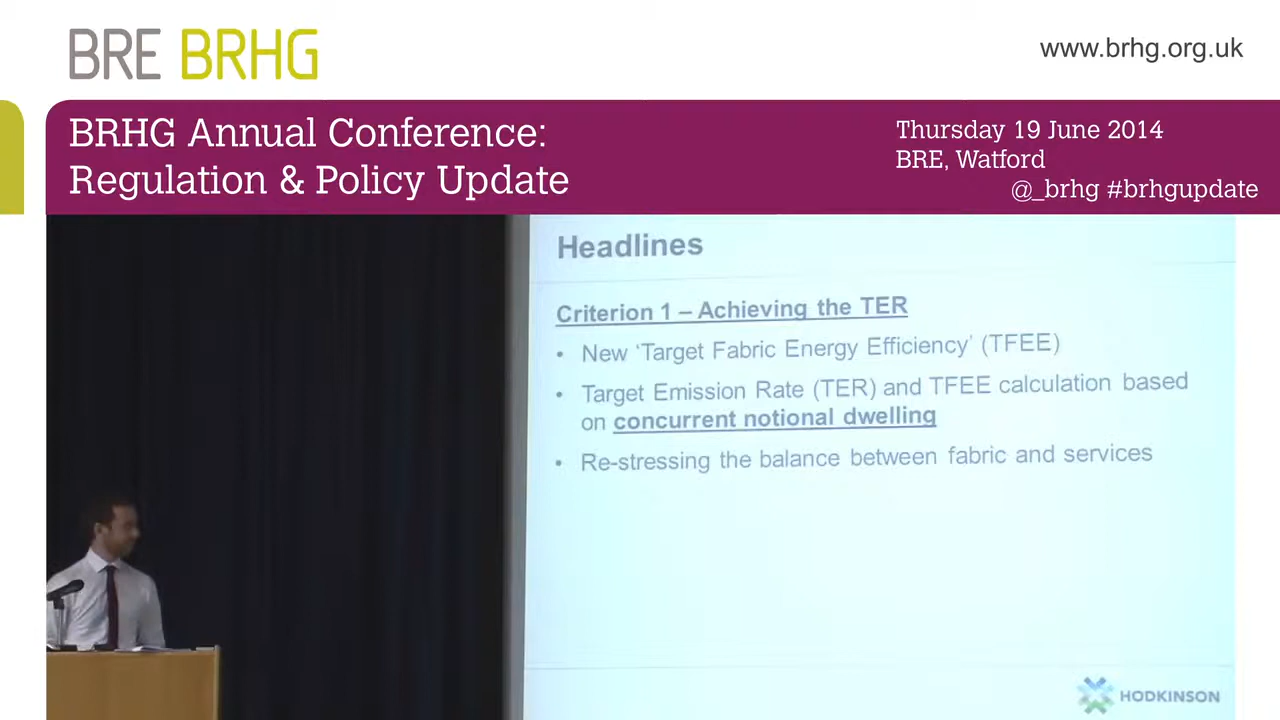 BRE BRHG
www.brhg.org.uk
BRHG Annual Conference:
Regulation & Policy Update
Thursday 19 June 2014
BRE, Watford
@_brhg #brhgupdate
Headlines
Criterion 1 – Achieving the TER
• New ‘Target Fabric Energy Efficiency’ (TFEE)
• Target Emission Rate (TER) and TFEE calculation based
on concurrent notional dwelling
• Re-stressing the balance between fabric and services
HODKINSON